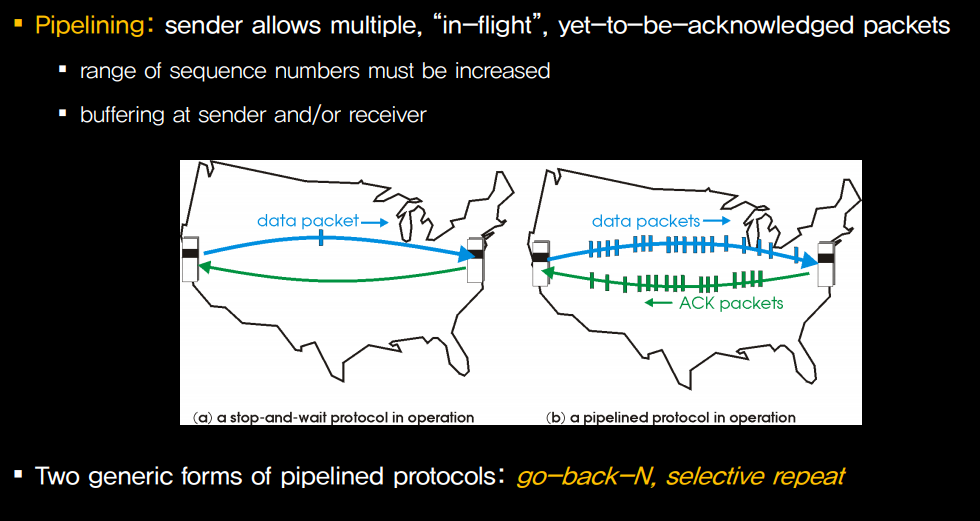 ▪ Pipelining: sender allows multiple, “in-flight”, yet-to-be-acknowledged packets
▪ range of sequence numbers must be increased
▪ buffering at sender and/or receiver
data packet
data packets
ACK packets
(a) a stop-and-wait protocol in operation
(b) a pipelined protocol in operation
▪ Two generic forms of pipelined protocols: go-back-N, selective repeat